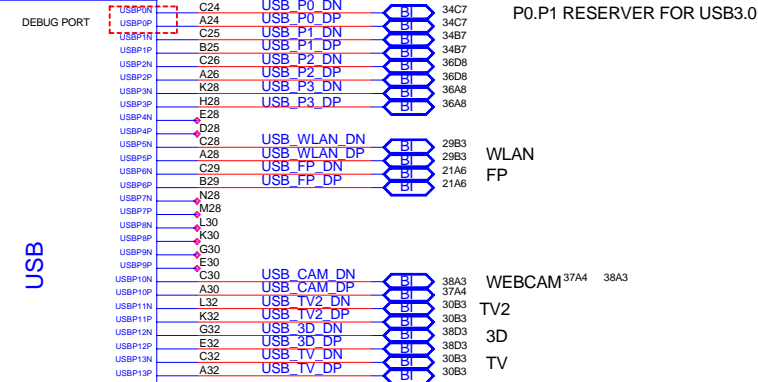 USBP0N C24 USB_P0_DN BI 34C7 P0.P1 RESERVER FOR USB3.0
DEBUG PORT USBP0P A24 USB_P0_DP BI 34C7
USBP1N C25 USB_P1_DN BI 34B7
USBP1P B25 USB_P1_DP BI 34B7
USBP2N C26 USB_P2_DN BI 36D8
USBP2P A26 USB_P2_DP BI 36D8
USBP3N K28 USB_P3_DN BI 36A8
USBP3P H28 USB_P3_DP BI 36A8
USBP4N E28
USBP4P D28
USBP5N C28 USB_WLAN_DN BI 29B3 WLAN
USBP5P A28 USB_WLAN_DP BI 29B3
USBP6N C29 USB_FP_DN BI 21A6 FP
USBP6P B29 USB_FP_DP BI 21A6
USBP7N N28
USBP7P M28
USBP8N L30
USBP8P K30
USBP9N G30
USBP9P E30
USB
USBP10N C30 USB_CAM_DN BI 38A3 WEBCAM 37A4 38A3
USBP10P A30 USB_CAM_DP BI 37A4
USBP11N L32 USB_TV2_DN BI 30B3 TV2
USBP11P K32 USB_TV2_DP BI 30B3
USBP12N G32 USB_3D_DN BI 38D3 3D
USBP12P E32 USB_3D_DP BI 38D3
USBP13N C32 USB_TV_DN BI 30B3 TV
USBP13P A32 USB_TV_DP BI 30B3